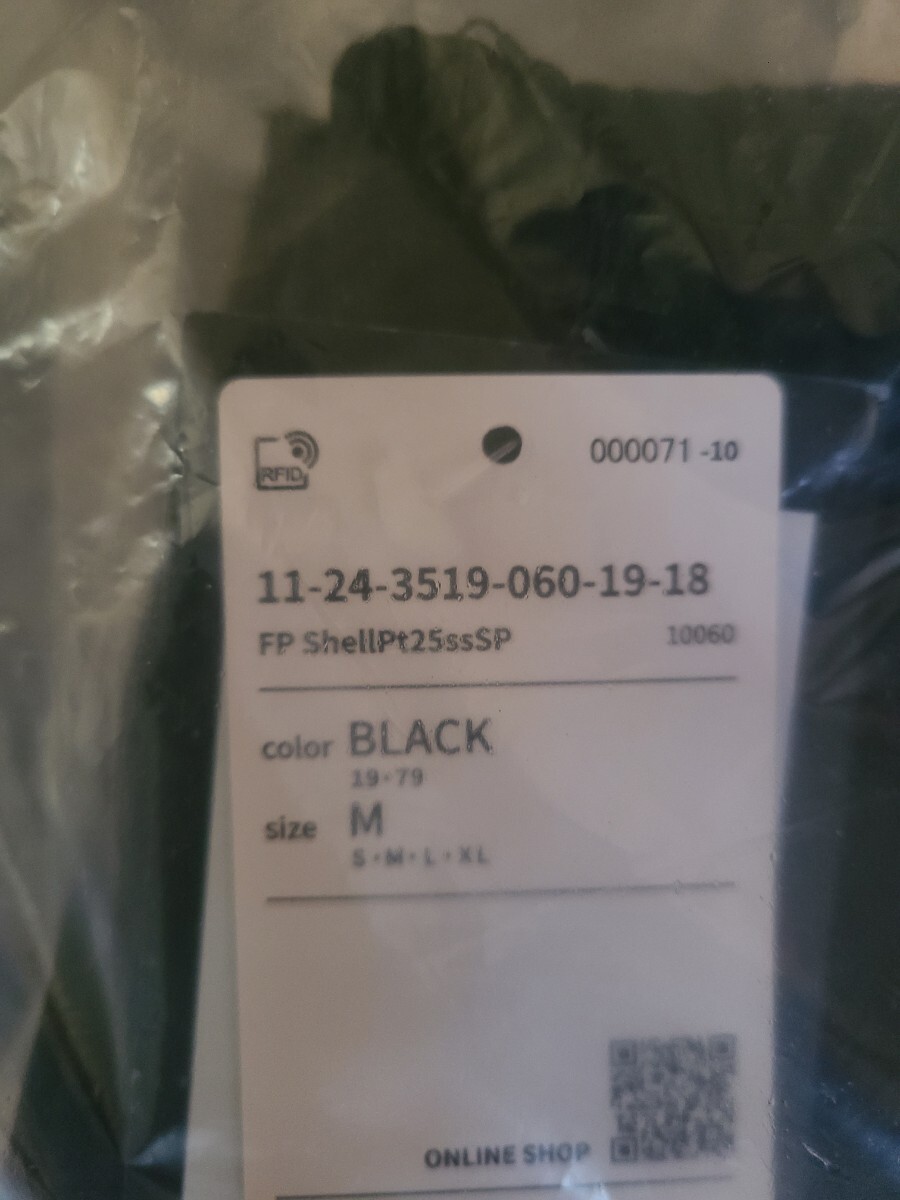 RFID
000071 -10
11-24-3519-060-19-18
FP ShellPt25ssSP 10060
color BLACK
19・79
size M
S・M・L・XL
ONLINE SHOP